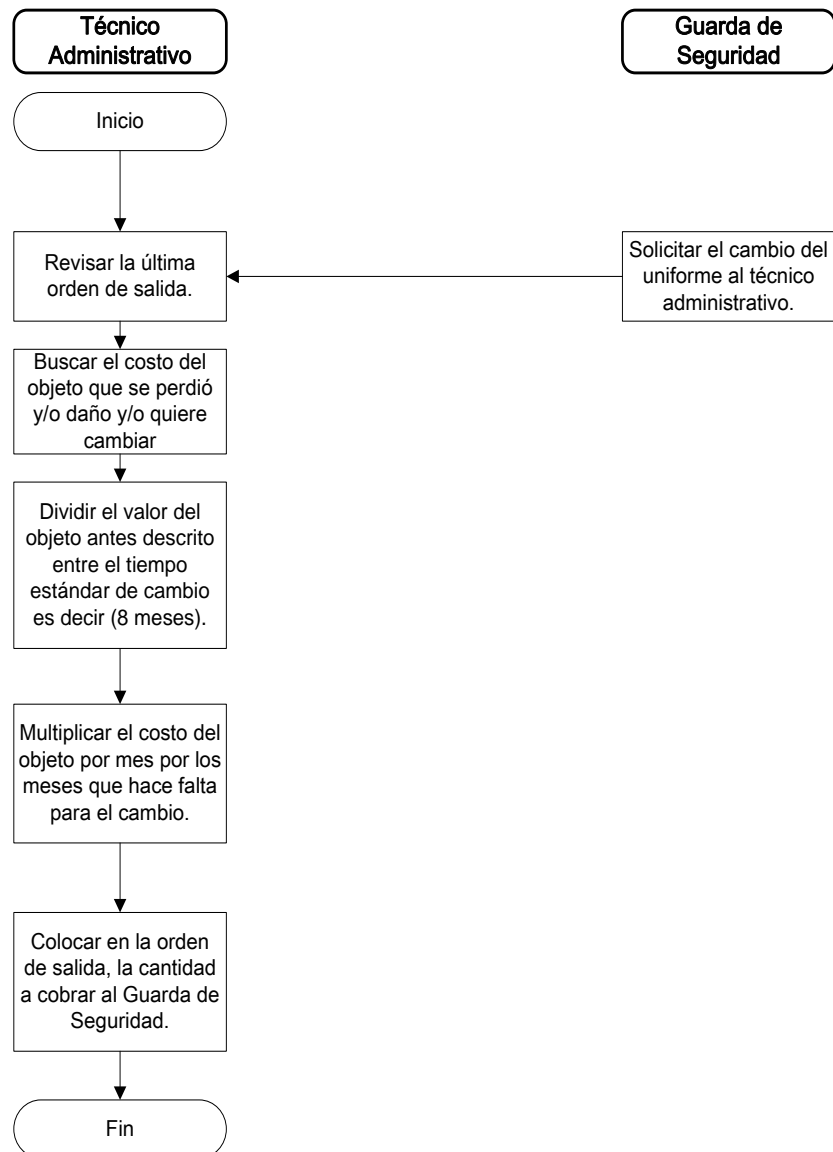 Técnico
Administrativo
Guarda de
Seguridad
Inicio
Revisar la última
orden de salida.
Solicitar el cambio del
uniforme al técnico
administrativo.
Buscar el costo del
objeto que se perdió
y/o daño y/o quiere
cambiar
Dividir el valor del
objeto antes descrito
entre el tiempo
estándar de cambio
es decir (8 meses).
Multiplicar el costo del
objeto por mes por los
meses que hace falta
para el cambio.
Colocar en la orden
de salida, la cantidad
a cobrar al Guarda de
Seguridad.
Fin